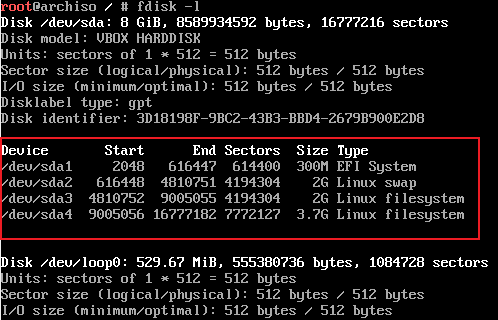 root@archiso / # fdisk -l
Disk /dev/sda: 8 GiB, 8589934592 bytes, 16777216 sectors
Disk model: VBOX HARDDISK
Units: sectors of 1 * 512 = 512 bytes
Sector size (logical/physical): 512 bytes / 512 bytes
I/O size (minimum/optimal): 512 bytes / 512 bytes
Disklabel type: gpt
Disk identifier: 3D18198F-9BC2-43B3-BBD4-2679B900E2D8
Device Start End Sectors Size Type
/dev/sda1 2048 616447 614400 300M EFI System
/dev/sda2 616448 4810751 4194304 2G Linux swap
/dev/sda3 4810752 9005055 4194304 2G Linux filesystem
/dev/sda4 9005056 16777182 7772127 3.7G Linux filesystem
Disk /dev/loop0: 529.67 MiB, 555380736 bytes, 1084728 sectors
Units: sectors of 1 * 512 = 512 bytes
Sector size (logical/physical): 512 bytes / 512 bytes
I/O size (minimum/optimal): 512 bytes / 512 bytes